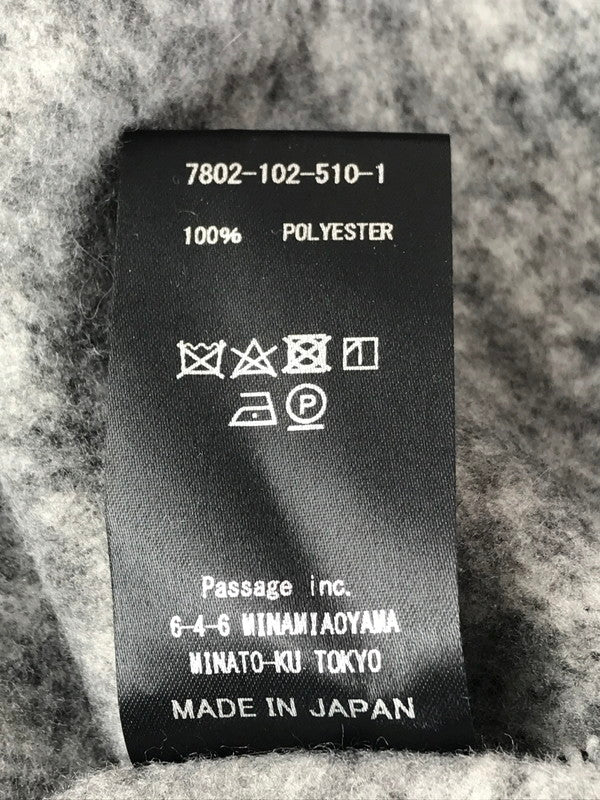 7802-102-510-1
100% POLYESTER
P
Passage inc.
6-4-6 MINAMIAOYAMA
MINATO-KU TOKYO
MADE IN JAPAN